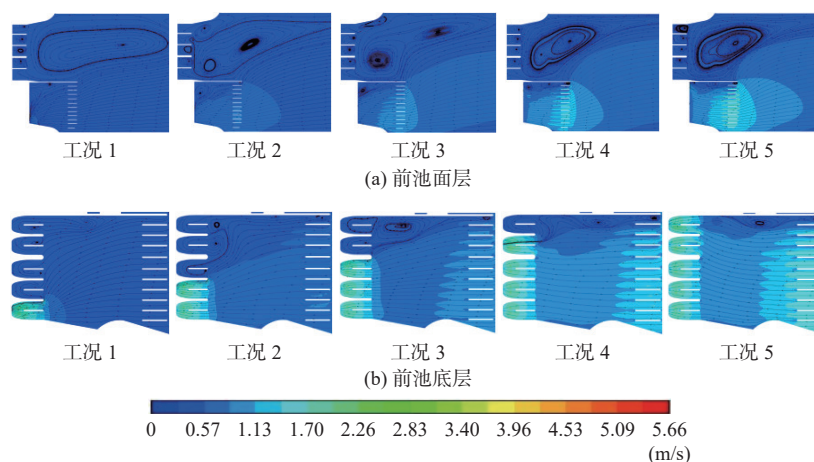 工况 1 工况 2 工况 3 工况 4 工况 5
(a) 前池面层
工况 1 工况 2 工况 3 工况 4 工况 5
(b) 前池底层
0 0.57 1.13 1.70 2.26 2.83 3.40 3.96 4.53 5.09 5.66
(m/s)